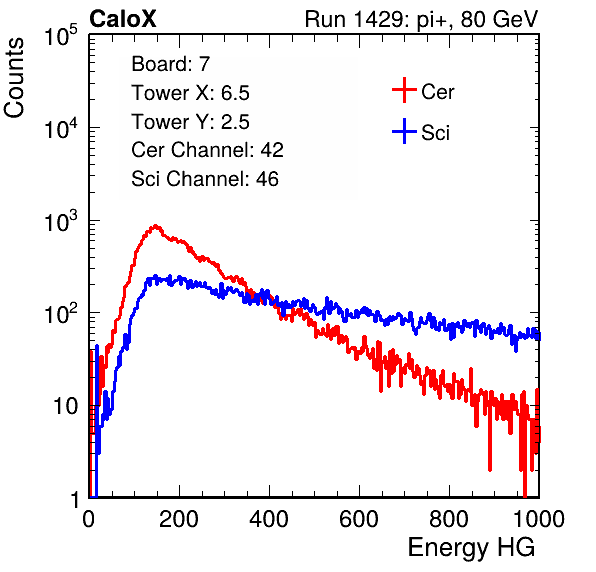 CaloX Run 1429: pi+, 80 GeV
Counts
10^5
10^4
10^3
10^2
10
1
Board: 7
Tower X: 6.5
Tower Y: 2.5
Cer Channel: 42
Sci Channel: 46
Cer
Sci
0 200 400 600 800 1000
Energy HG